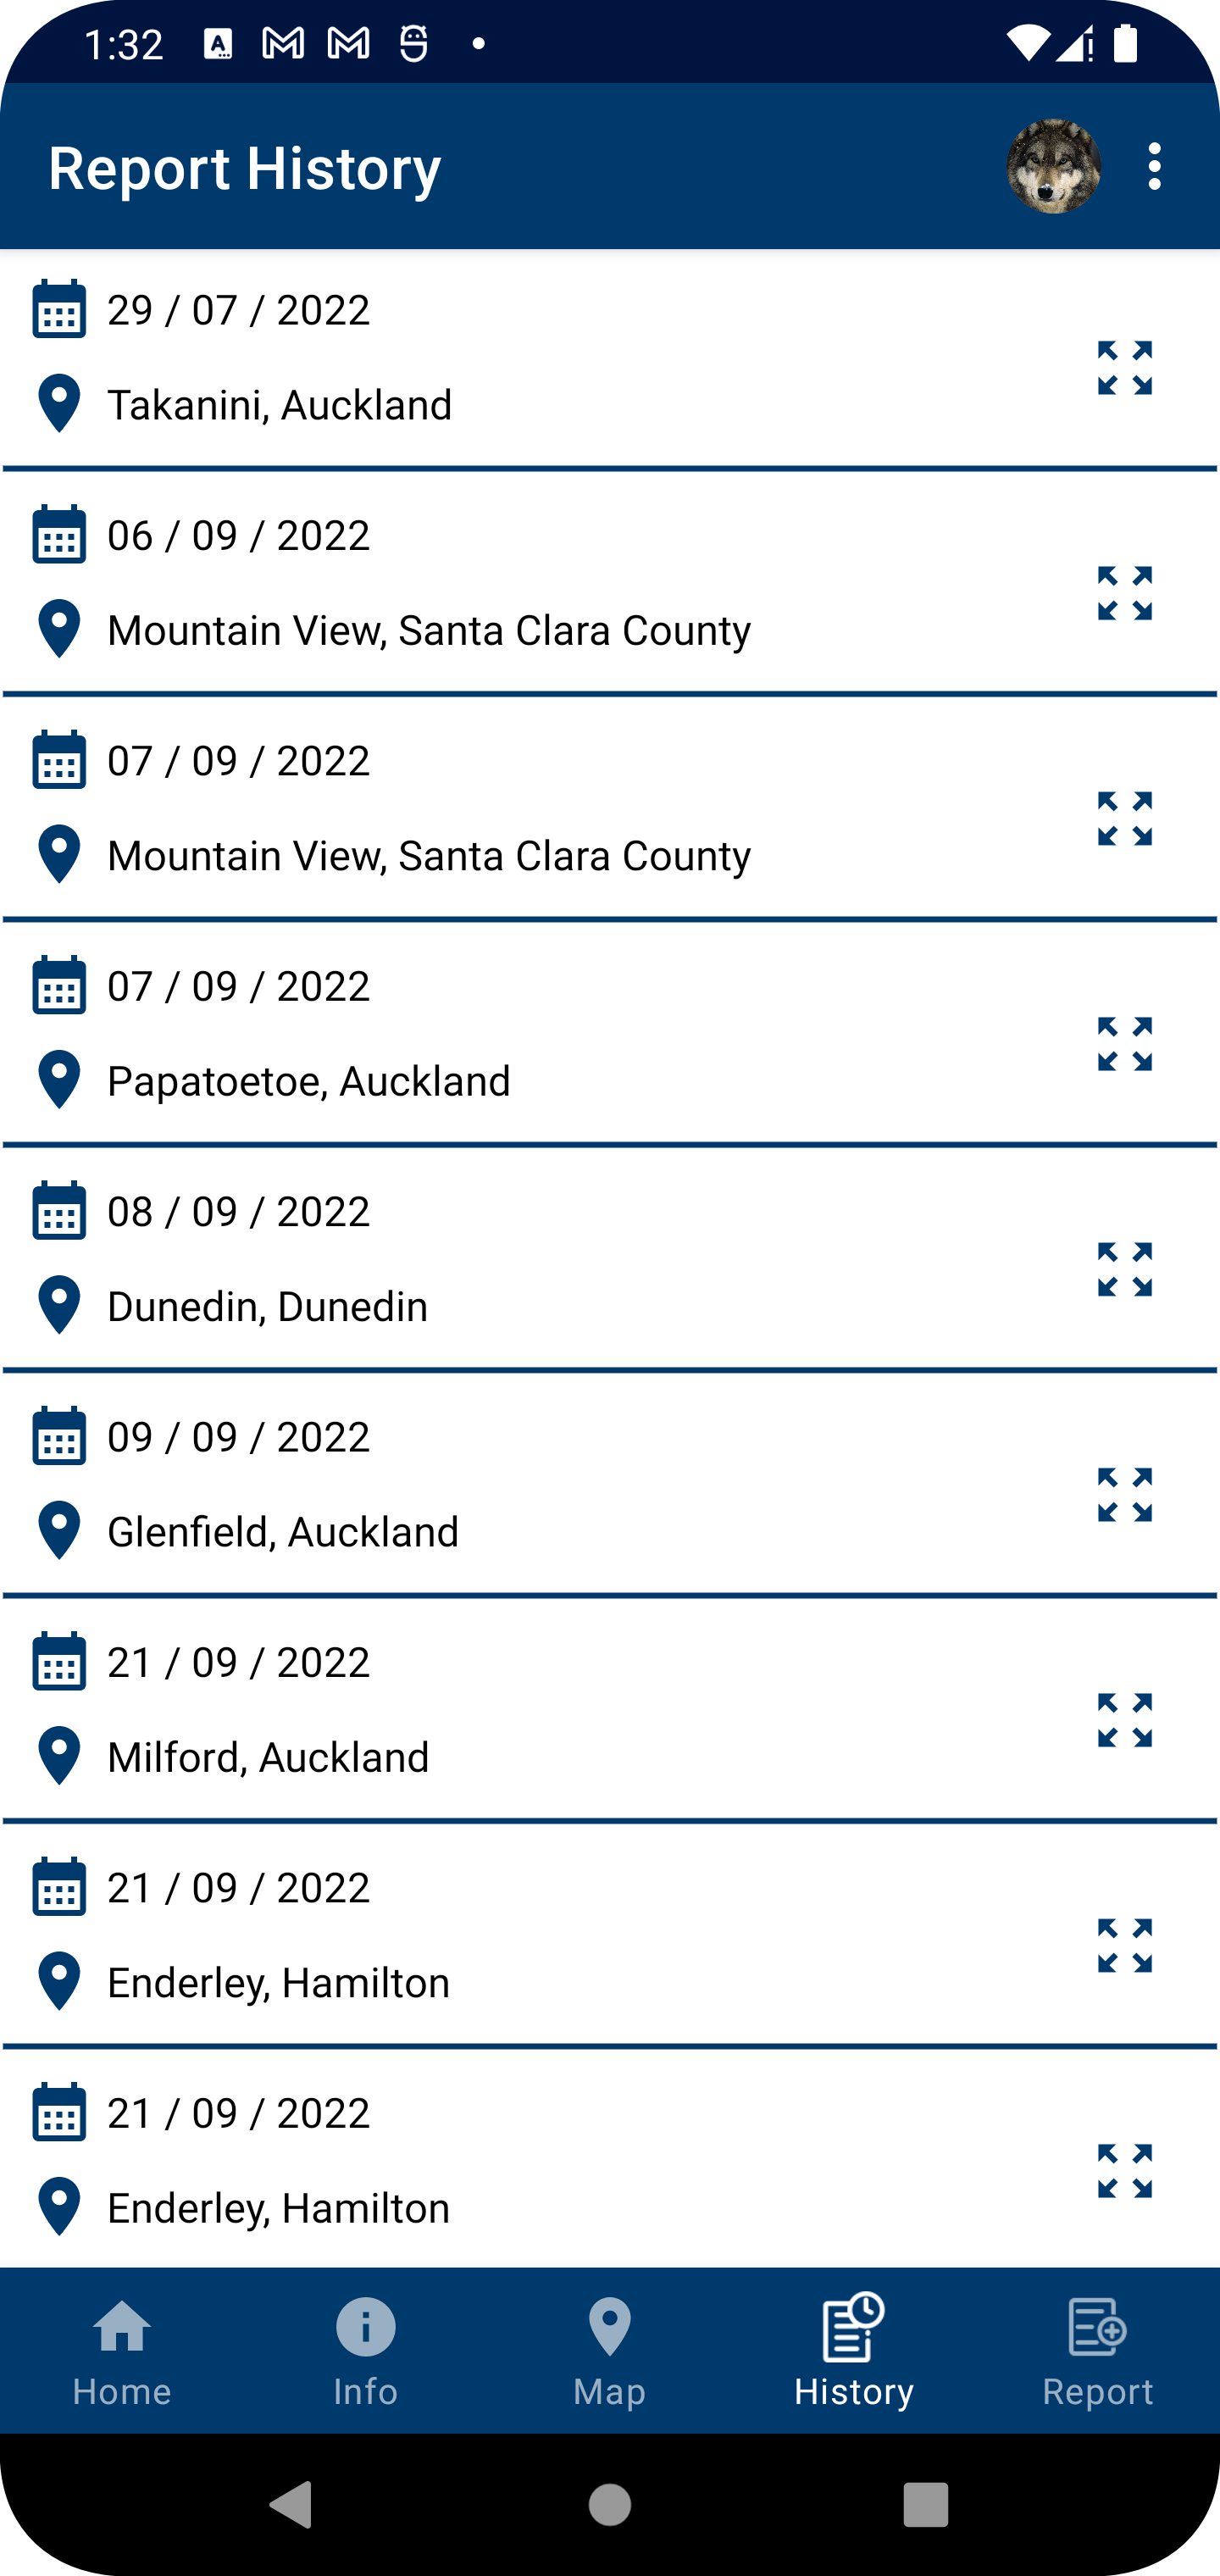 1:32
Report History
29 / 07 / 2022
Takanini, Auckland
06 / 09 / 2022
Mountain View, Santa Clara County
07 / 09 / 2022
Mountain View, Santa Clara County
07 / 09 / 2022
Papatoetoe, Auckland
08 / 09 / 2022
Dunedin, Dunedin
09 / 09 / 2022
Glenfield, Auckland
21 / 09 / 2022
Milford, Auckland
21 / 09 / 2022
Enderley, Hamilton
21 / 09 / 2022
Enderley, Hamilton
Home Info Map History Report